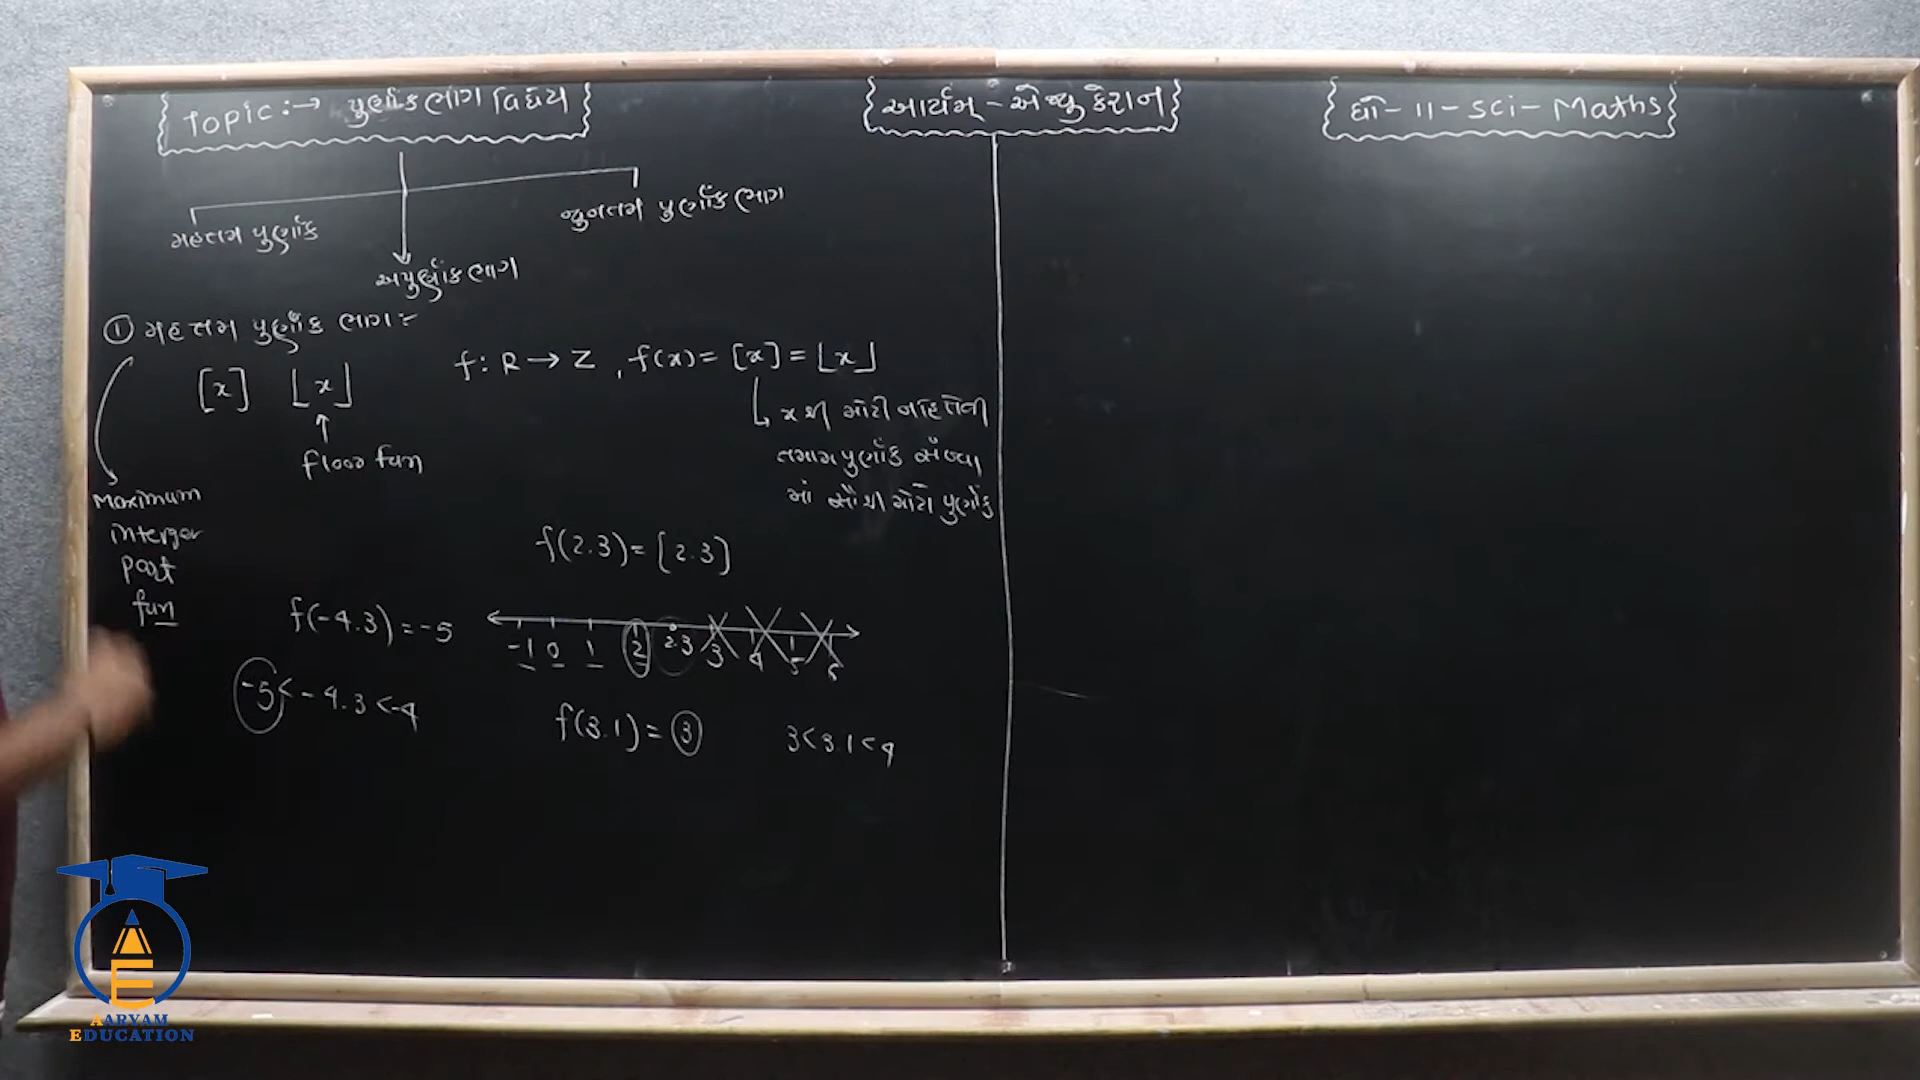 Topic:→ પુર્ણાંક ભાગ વિધેય
આર્યમ્ - એજ્યુકેશન
ધો-11-sci-Maths
મહત્તમ પુર્ણાંક
અપુર્ણાંક ભાગ
ન્યુનતમ પુર્ણાંક ભાગ
① મહત્તમ પુર્ણાંક ભાગ:-
[x] ⌊x⌋
↑
floor fun
Maximum
interger
part
fun
f: R → Z , f(x) = [x] = ⌊x⌋
x થી મોટી નહિ તેવી
તમામ પુર્ણાંક સંખ્યા
માં સૌથી મોટો પુર્ણાંક
f(2.3) = [2.3]
f(-4.3) = -5
-1 0 1 2 2.3 3 4 5 6
-5 < -4.3 < -4
f(3.1) = 3
3 < 3.1 < 4
AARYAM
EDUCATION